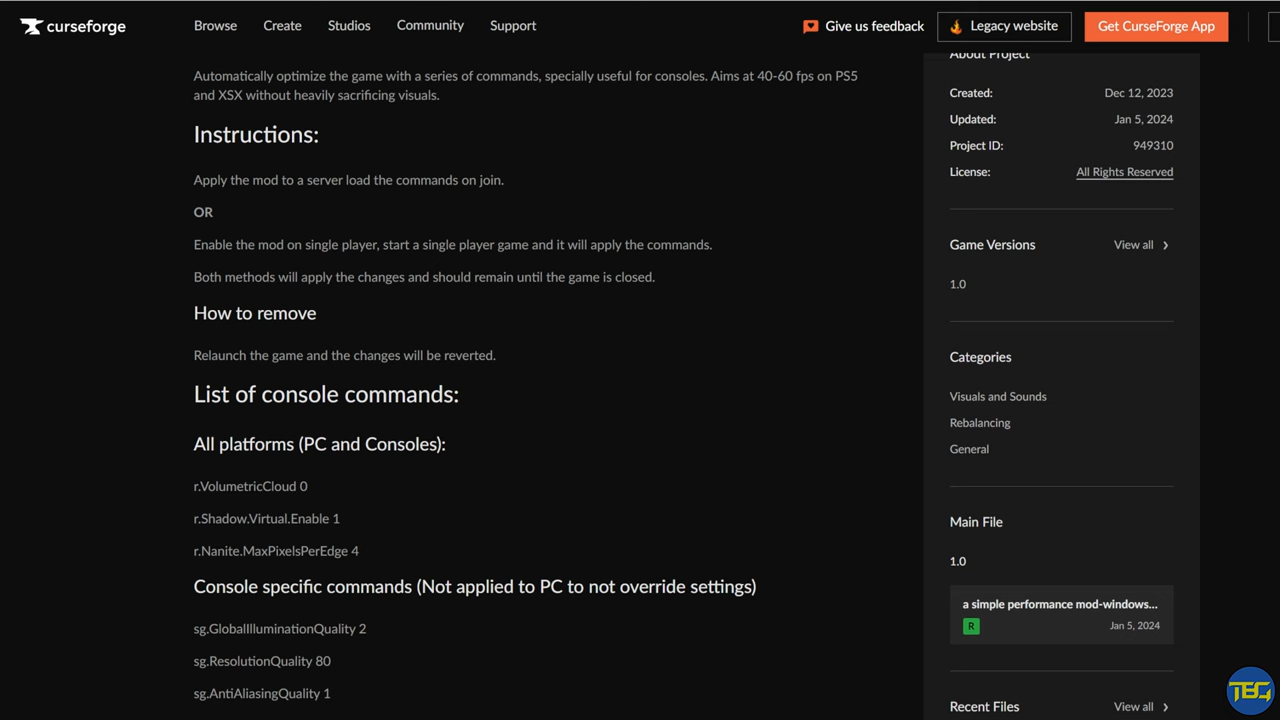 curseforge
Browse
Create
Studios
Community
Support
Give us feedback
Legacy website
Get CurseForge App
Automatically optimize the game with a series of commands, specially useful for consoles. Aims at 40-60 fps on PS5
and XSX without heavily sacrificing visuals.
Instructions:
Apply the mod to a server load the commands on join.
OR
Enable the mod on single player, start a single player game and it will apply the commands.
Both methods will apply the changes and should remain until the game is closed.
How to remove
Relaunch the game and the changes will be reverted.
List of console commands:
All platforms (PC and Consoles):
r.VolumetricCloud 0
r.Shadow.Virtual.Enable 1
r.Nanite.MaxPixelsPerEdge 4
Console specific commands (Not applied to PC to not override settings)
sg.GlobalIlluminationQuality 2
sg.ResolutionQuality 80
sg.AntiAliasingQuality 1
About Project
Created: Dec 12, 2023
Updated: Jan 5, 2024
Project ID: 949310
License: All Rights Reserved
Game Versions View all
1.0
Categories
Visuals and Sounds
Rebalancing
General
Main File
1.0
a simple performance mod-windows...
R Jan 5, 2024
Recent Files View all
TBG